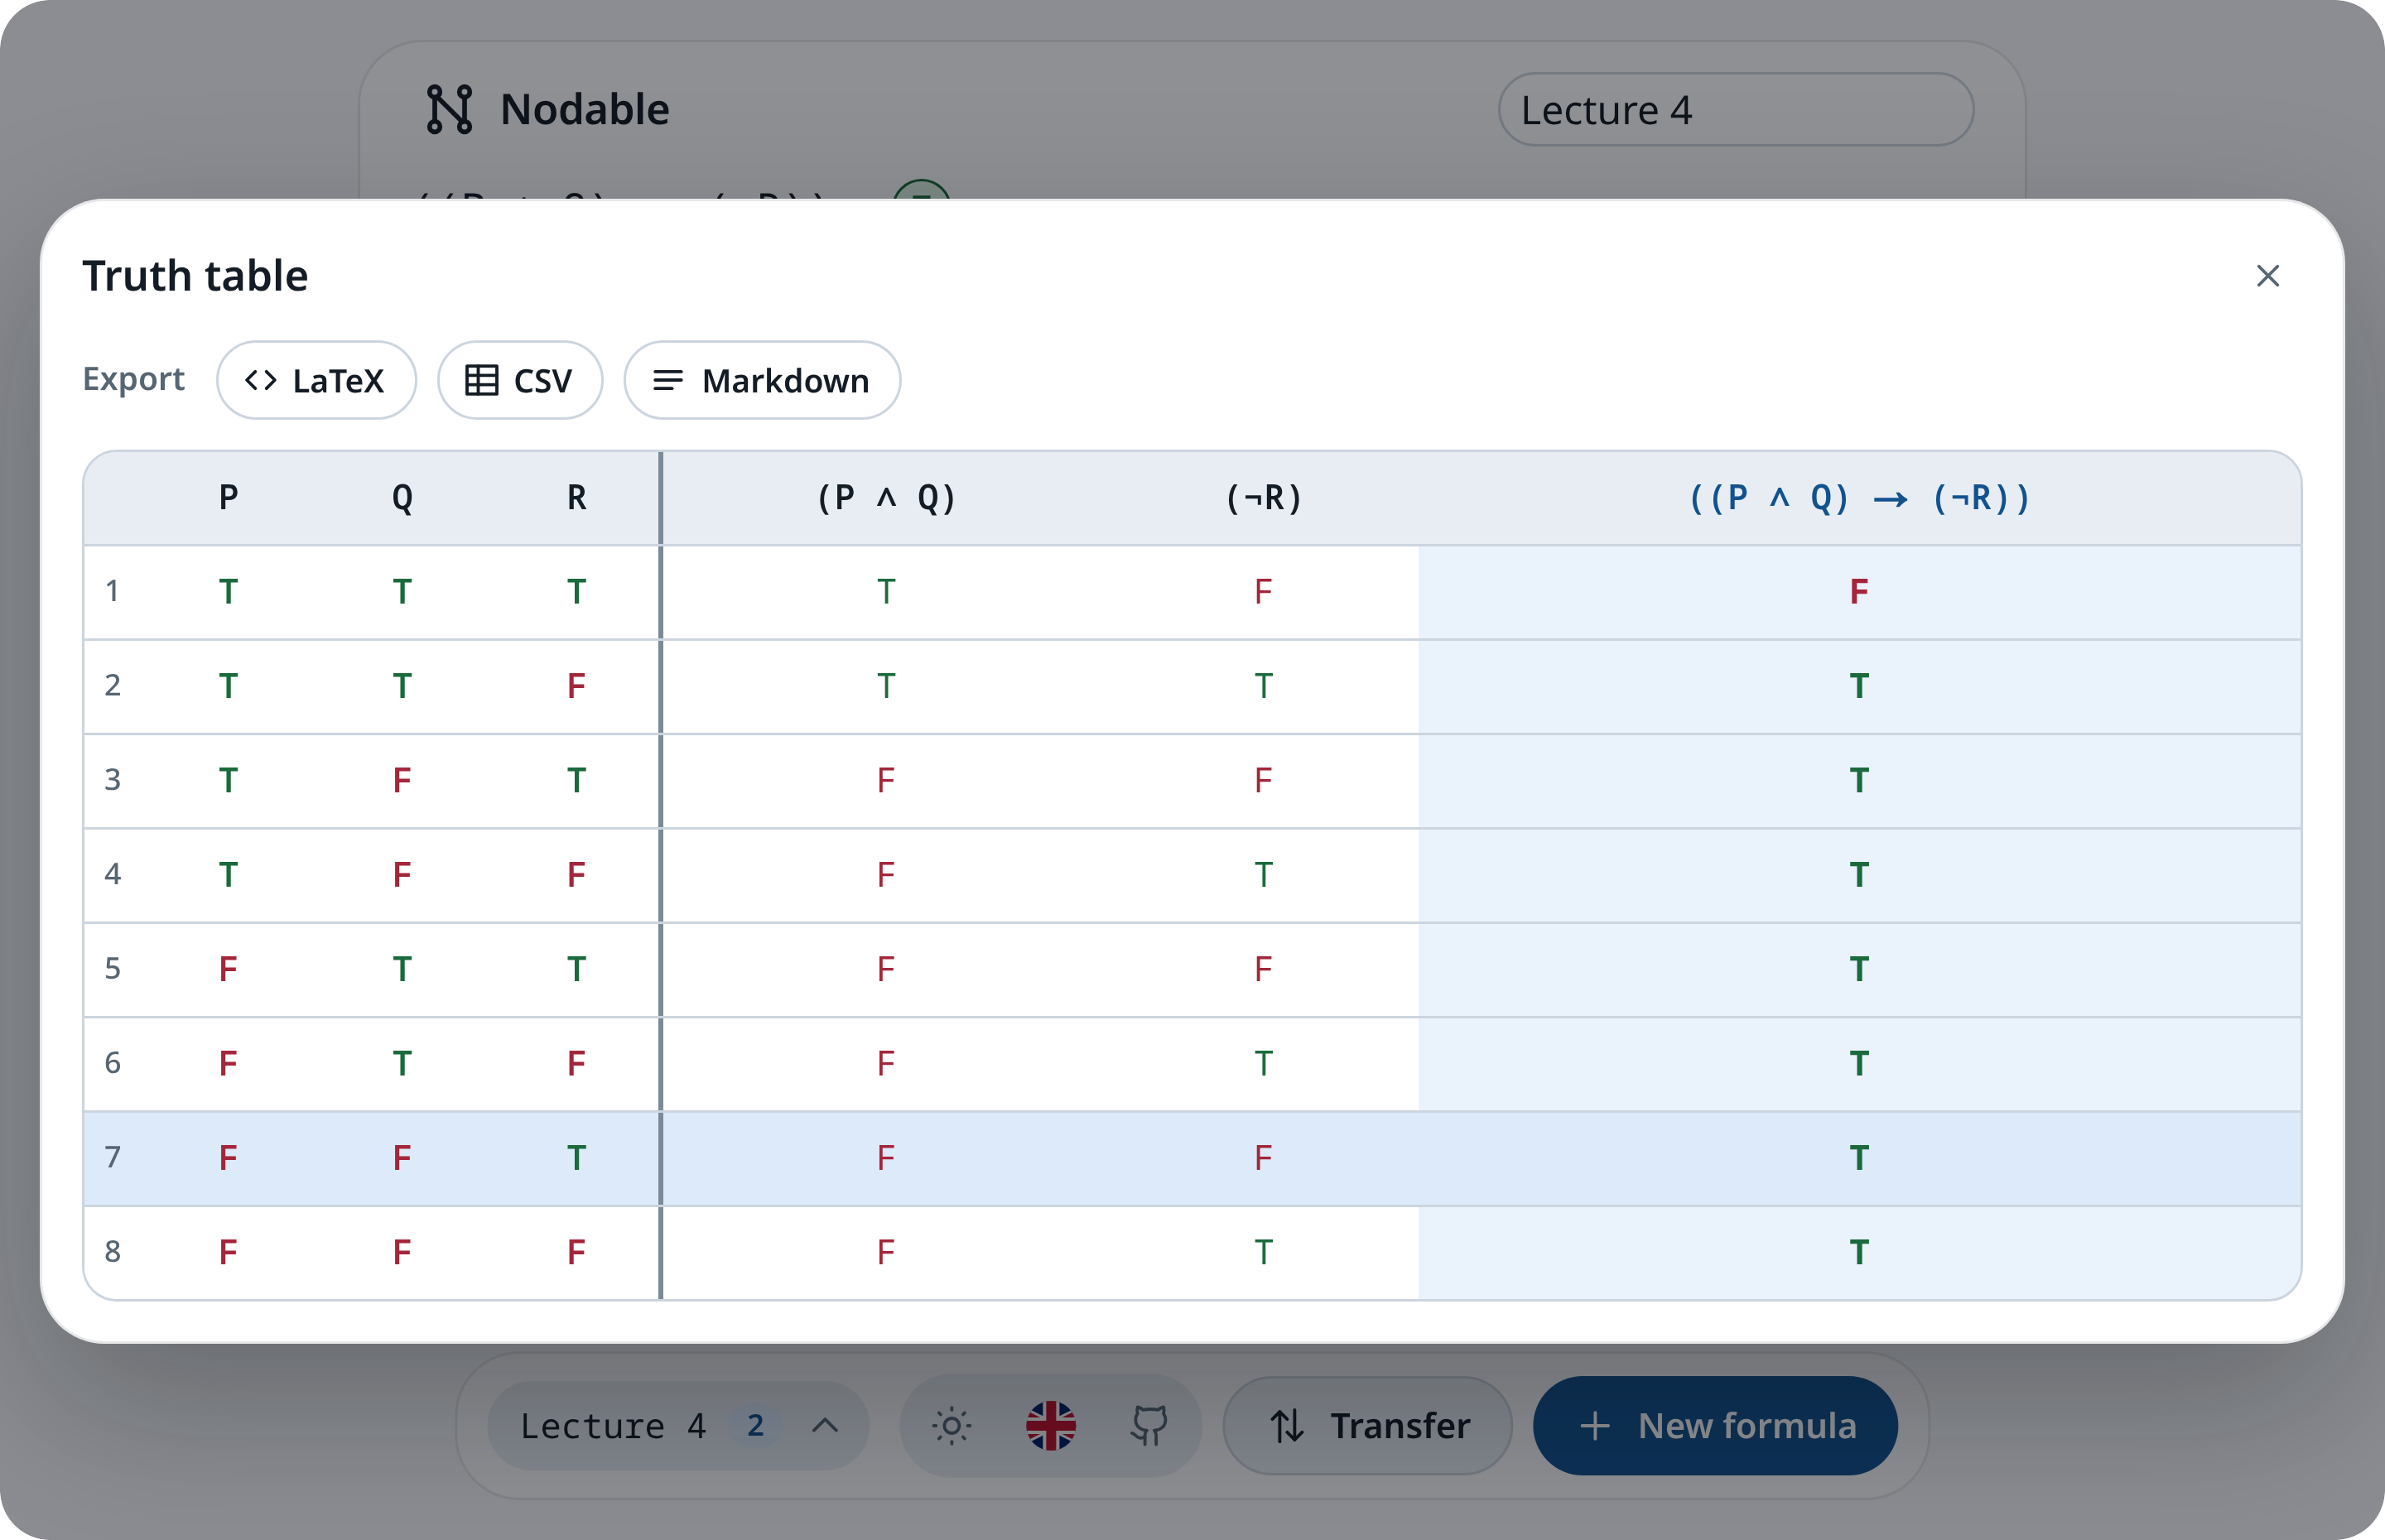 Nodable
Lecture 4
Truth table
Export LaTeX CSV Markdown
P Q R (P ∧ Q) (¬R) ((P ∧ Q) → (¬R))
1 T T T T F F
2 T T F T T T
3 T F T F F T
4 T F F F T T
5 F T T F F T
6 F T F F T T
7 F F T F F T
8 F F F F T T
Lecture 4 2 Transfer New formula